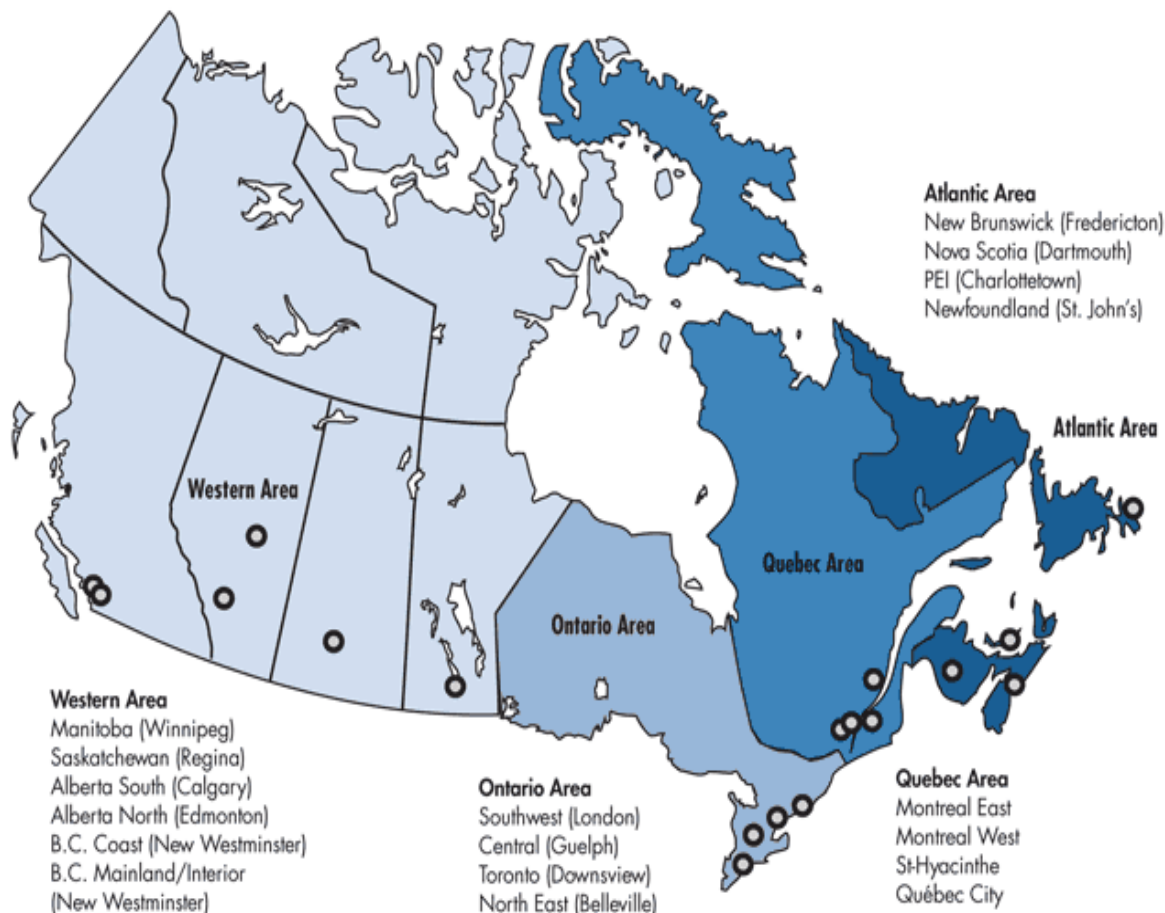 Atlantic Area
New Brunswick (Fredericton)
Nova Scotia (Dartmouth)
PEI (Charlottetown)
Newfoundland (St. John's)
Atlantic Area
Western Area
Quebec Area
Ontario Area
Western Area
Manitoba (Winnipeg)
Saskatchewan (Regina)
Alberta South (Calgary)
Alberta North (Edmonton)
B.C. Coast (New Westminster)
B.C. Mainland/Interior
(New Westminster)
Ontario Area
Southwest (London)
Central (Guelph)
Toronto (Downsview)
North East (Belleville)
Quebec Area
Montreal East
Montreal West
St-Hyacinthe
Québec City